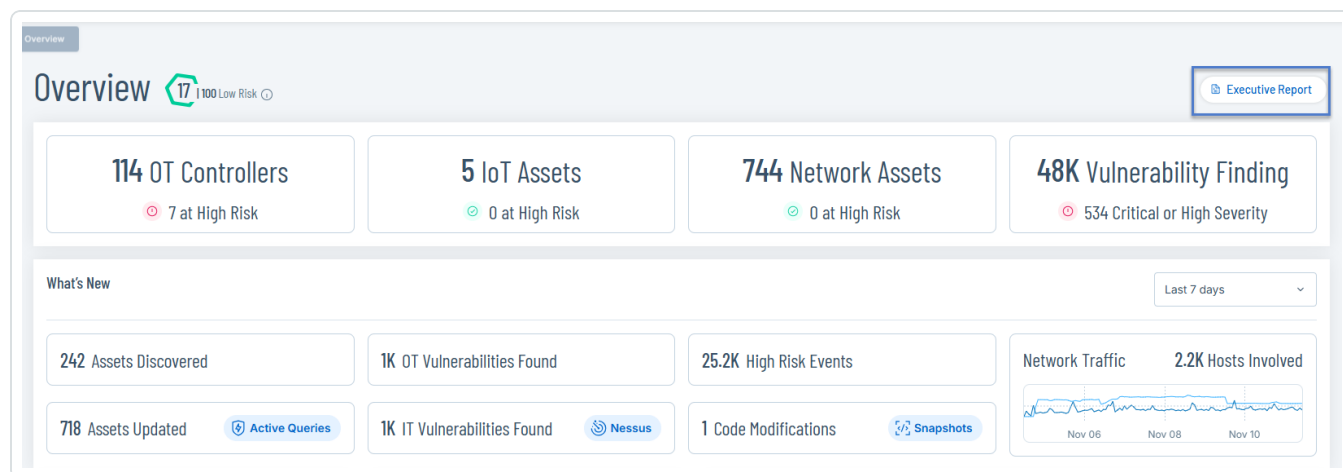 Overview
Overview 17 | 100 Low Risk
Executive Report
114 OT Controllers
7 at High Risk
5 IoT Assets
0 at High Risk
744 Network Assets
0 at High Risk
48K Vulnerability Finding
534 Critical or High Severity
What's New
Last 7 days
242 Assets Discovered
1K OT Vulnerabilities Found
25.2K High Risk Events
Network Traffic 2.2K Hosts Involved
718 Assets Updated Active Queries
1K IT Vulnerabilities Found Nessus
1 Code Modifications Snapshots
Nov 06 Nov 08 Nov 10